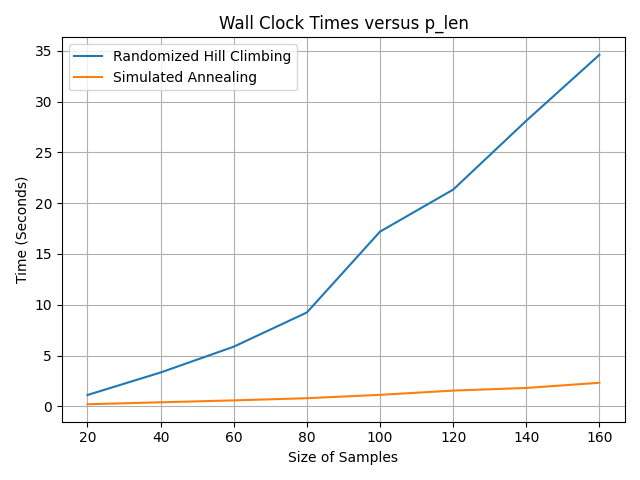 Wall Clock Times versus p_len
Randomized Hill Climbing
Simulated Annealing
Time (Seconds)
35
30
25
20
15
10
5
0
20 40 60 80 100 120 140 160
Size of Samples